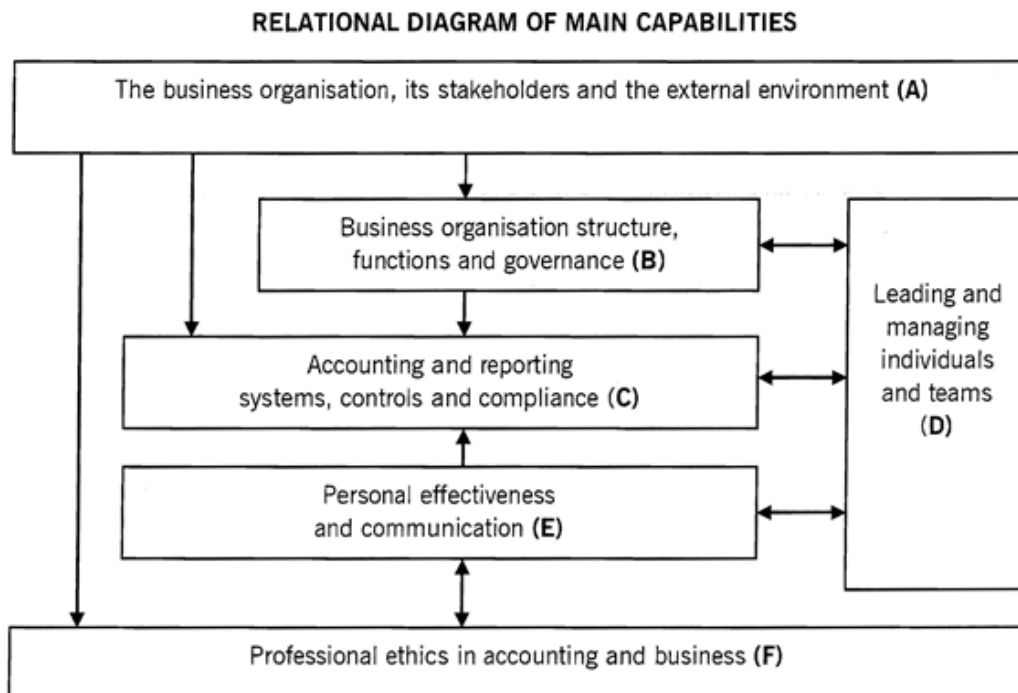 RELATIONAL DIAGRAM OF MAIN CAPABILITIES
The business organisation, its stakeholders and the external environment (A)
Business organisation structure,
functions and governance (B)
Accounting and reporting
systems, controls and compliance (C)
Leading and
managing
individuals
and teams
(D)
Personal effectiveness
and communication (E)
Professional ethics in accounting and business (F)